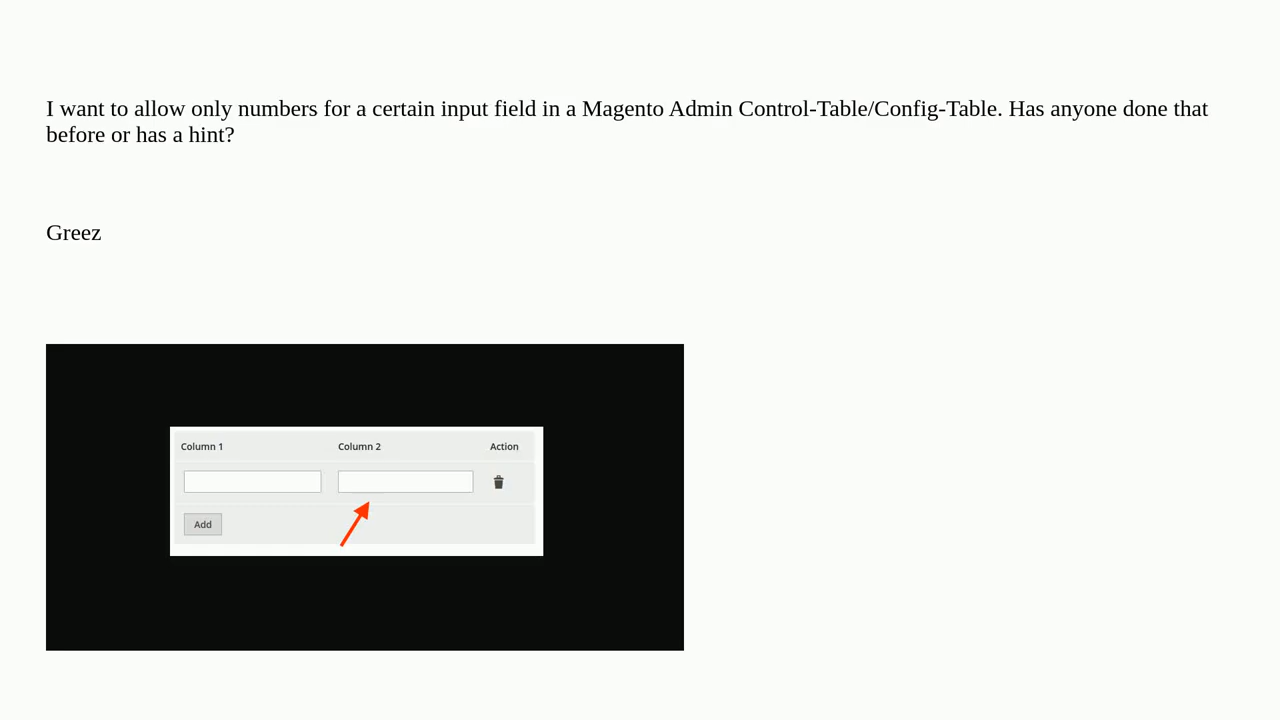 I want to allow only numbers for a certain input field in a Magento Admin Control-Table/Config-Table. Has anyone done that
before or has a hint?
Greez
Column 1 Column 2 Action
Add